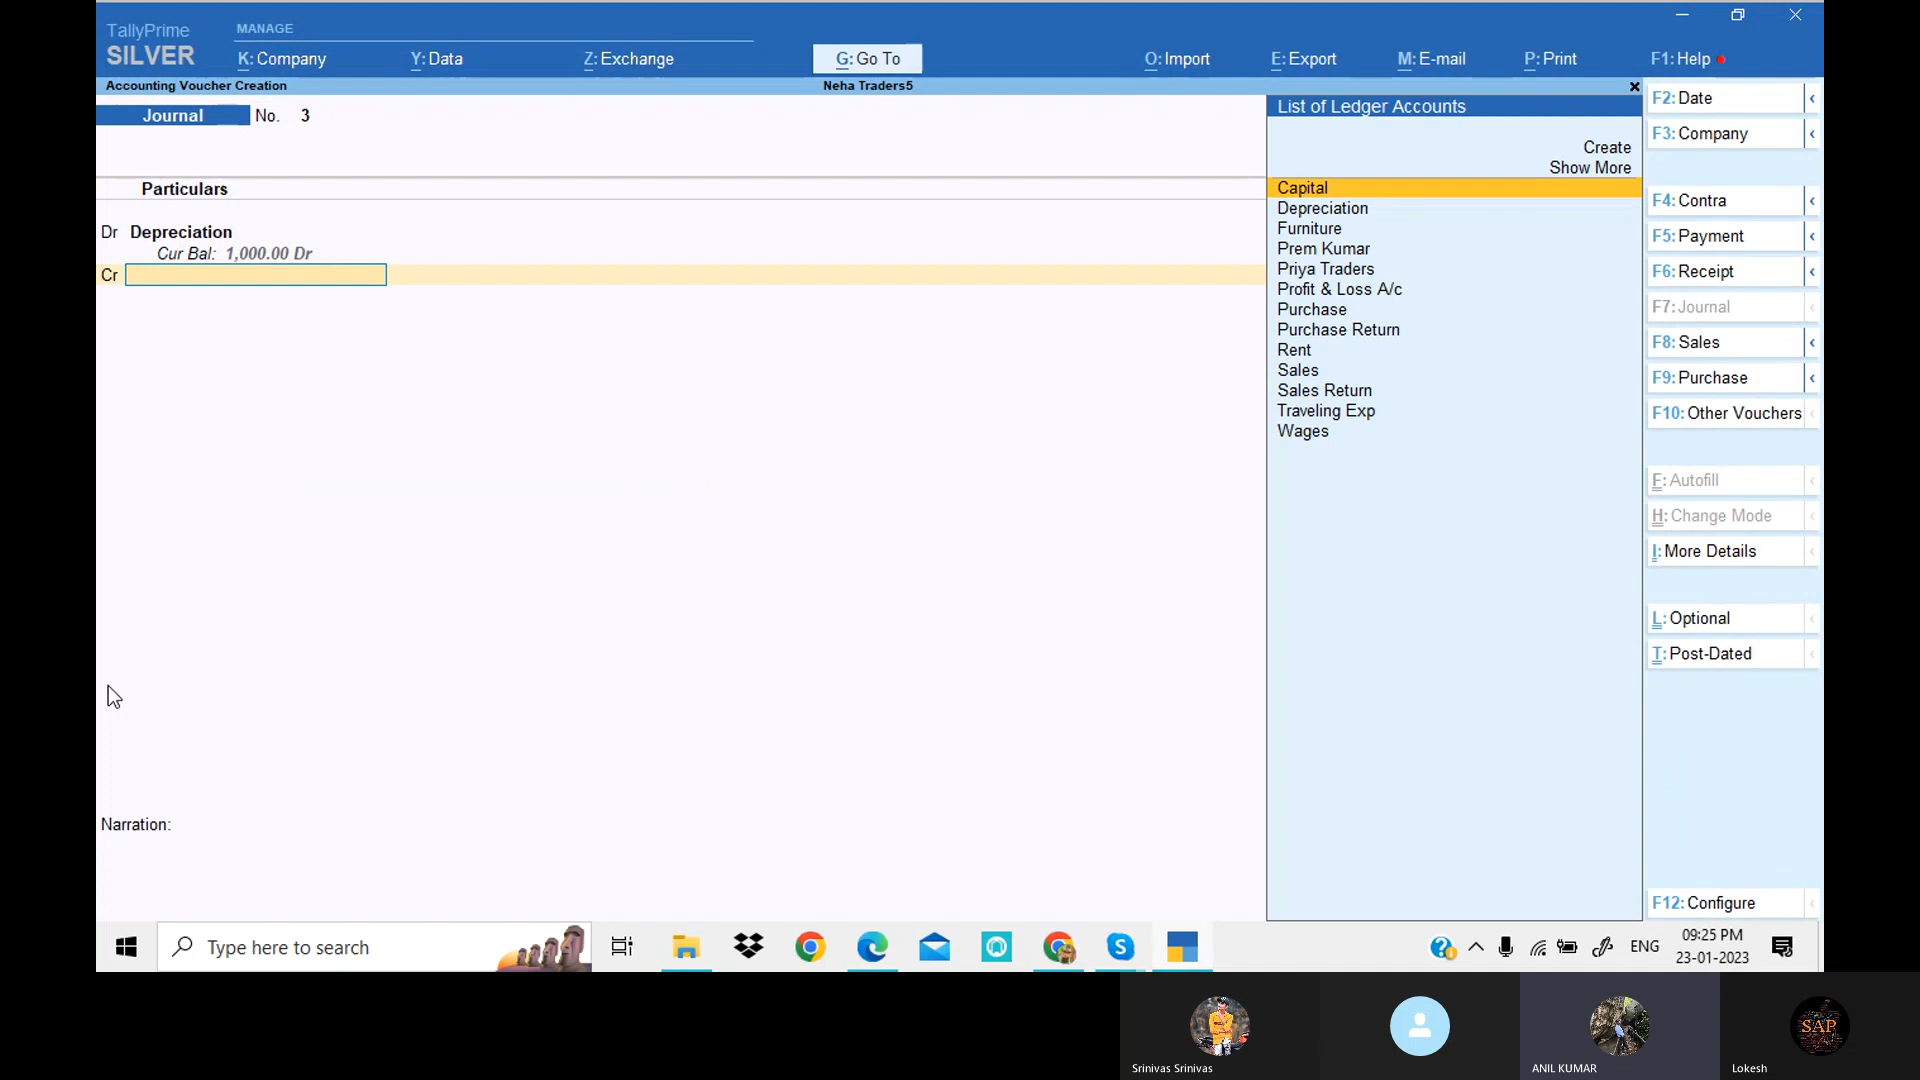 TallyPrime
SILVER
MANAGE
K: Company
Y: Data
Z: Exchange
G: Go To
O: Import
E: Export
M: E-mail
P: Print
F1: Help
Accounting Voucher Creation
Neha Traders5
Journal No. 3
Particulars
Dr Depreciation
Cur Bal: 1,000.00 Dr
Cr
Narration:
List of Ledger Accounts
Create
Show More
Capital
Depreciation
Furniture
Prem Kumar
Priya Traders
Profit & Loss A/c
Purchase
Purchase Return
Rent
Sales
Sales Return
Traveling Exp
Wages
F2: Date
F3: Company
F4: Contra
F5: Payment
F6: Receipt
F7: Journal
F8: Sales
F9: Purchase
F10: Other Vouchers
F: Autofill
H: Change Mode
I: More Details
L: Optional
T: Post-Dated
F12: Configure
Type here to search
ENG
09:25 PM
23-01-2023
SAP
Srinivas Srinivas
ANIL KUMAR
Lokesh